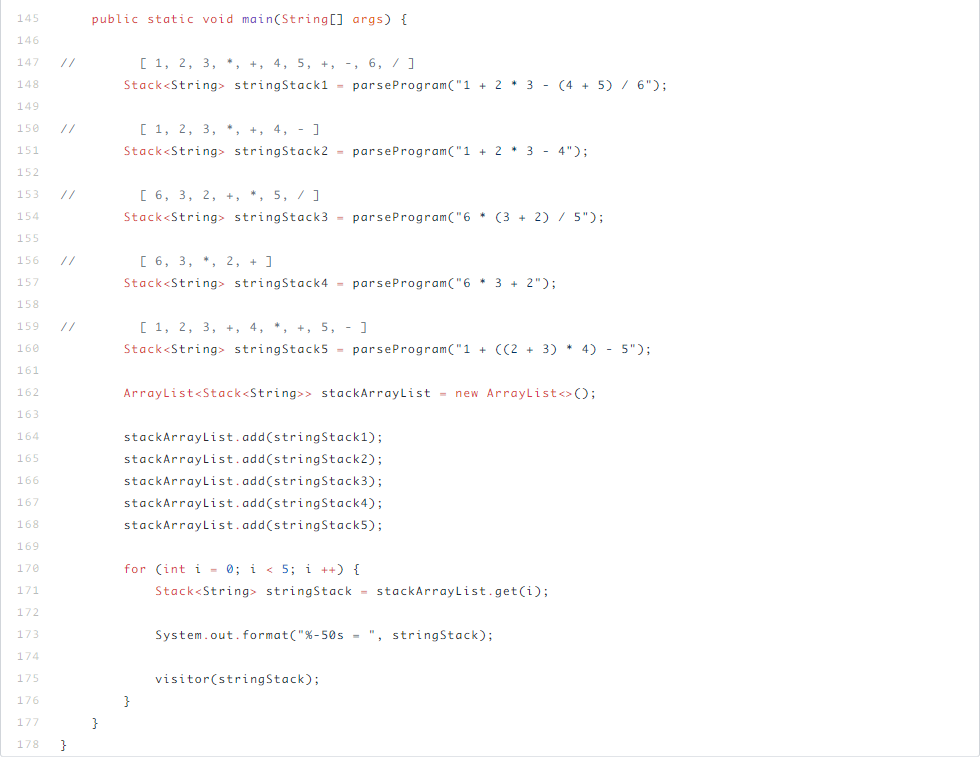 145 public static void main(String[] args) {
146
147 // [ 1, 2, 3, *, +, 4, 5, +, -, 6, / ]
148 Stack<String> stringStack1 = parseProgram("1 + 2 * 3 - (4 + 5) / 6");
149
150 // [ 1, 2, 3, *, +, 4, - ]
151 Stack<String> stringStack2 = parseProgram("1 + 2 * 3 - 4");
152
153 // [ 6, 3, 2, +, *, 5, / ]
154 Stack<String> stringStack3 = parseProgram("6 * (3 + 2) / 5");
155
156 // [ 6, 3, *, 2, + ]
157 Stack<String> stringStack4 = parseProgram("6 * 3 + 2");
158
159 // [ 1, 2, 3, +, 4, *, +, 5, - ]
160 Stack<String> stringStack5 = parseProgram("1 + ((2 + 3) * 4) - 5");
161
162 ArrayList<Stack<String>> stackArrayList = new ArrayList<>();
163
164 stackArrayList.add(stringStack1);
165 stackArrayList.add(stringStack2);
166 stackArrayList.add(stringStack3);
167 stackArrayList.add(stringStack4);
168 stackArrayList.add(stringStack5);
169
170 for (int i = 0; i < 5; i ++) {
171 Stack<String> stringStack = stackArrayList.get(i);
172
173 System.out.format("%-50s = ", stringStack);
174
175 visitor(stringStack);
176 }
177 }
178 }